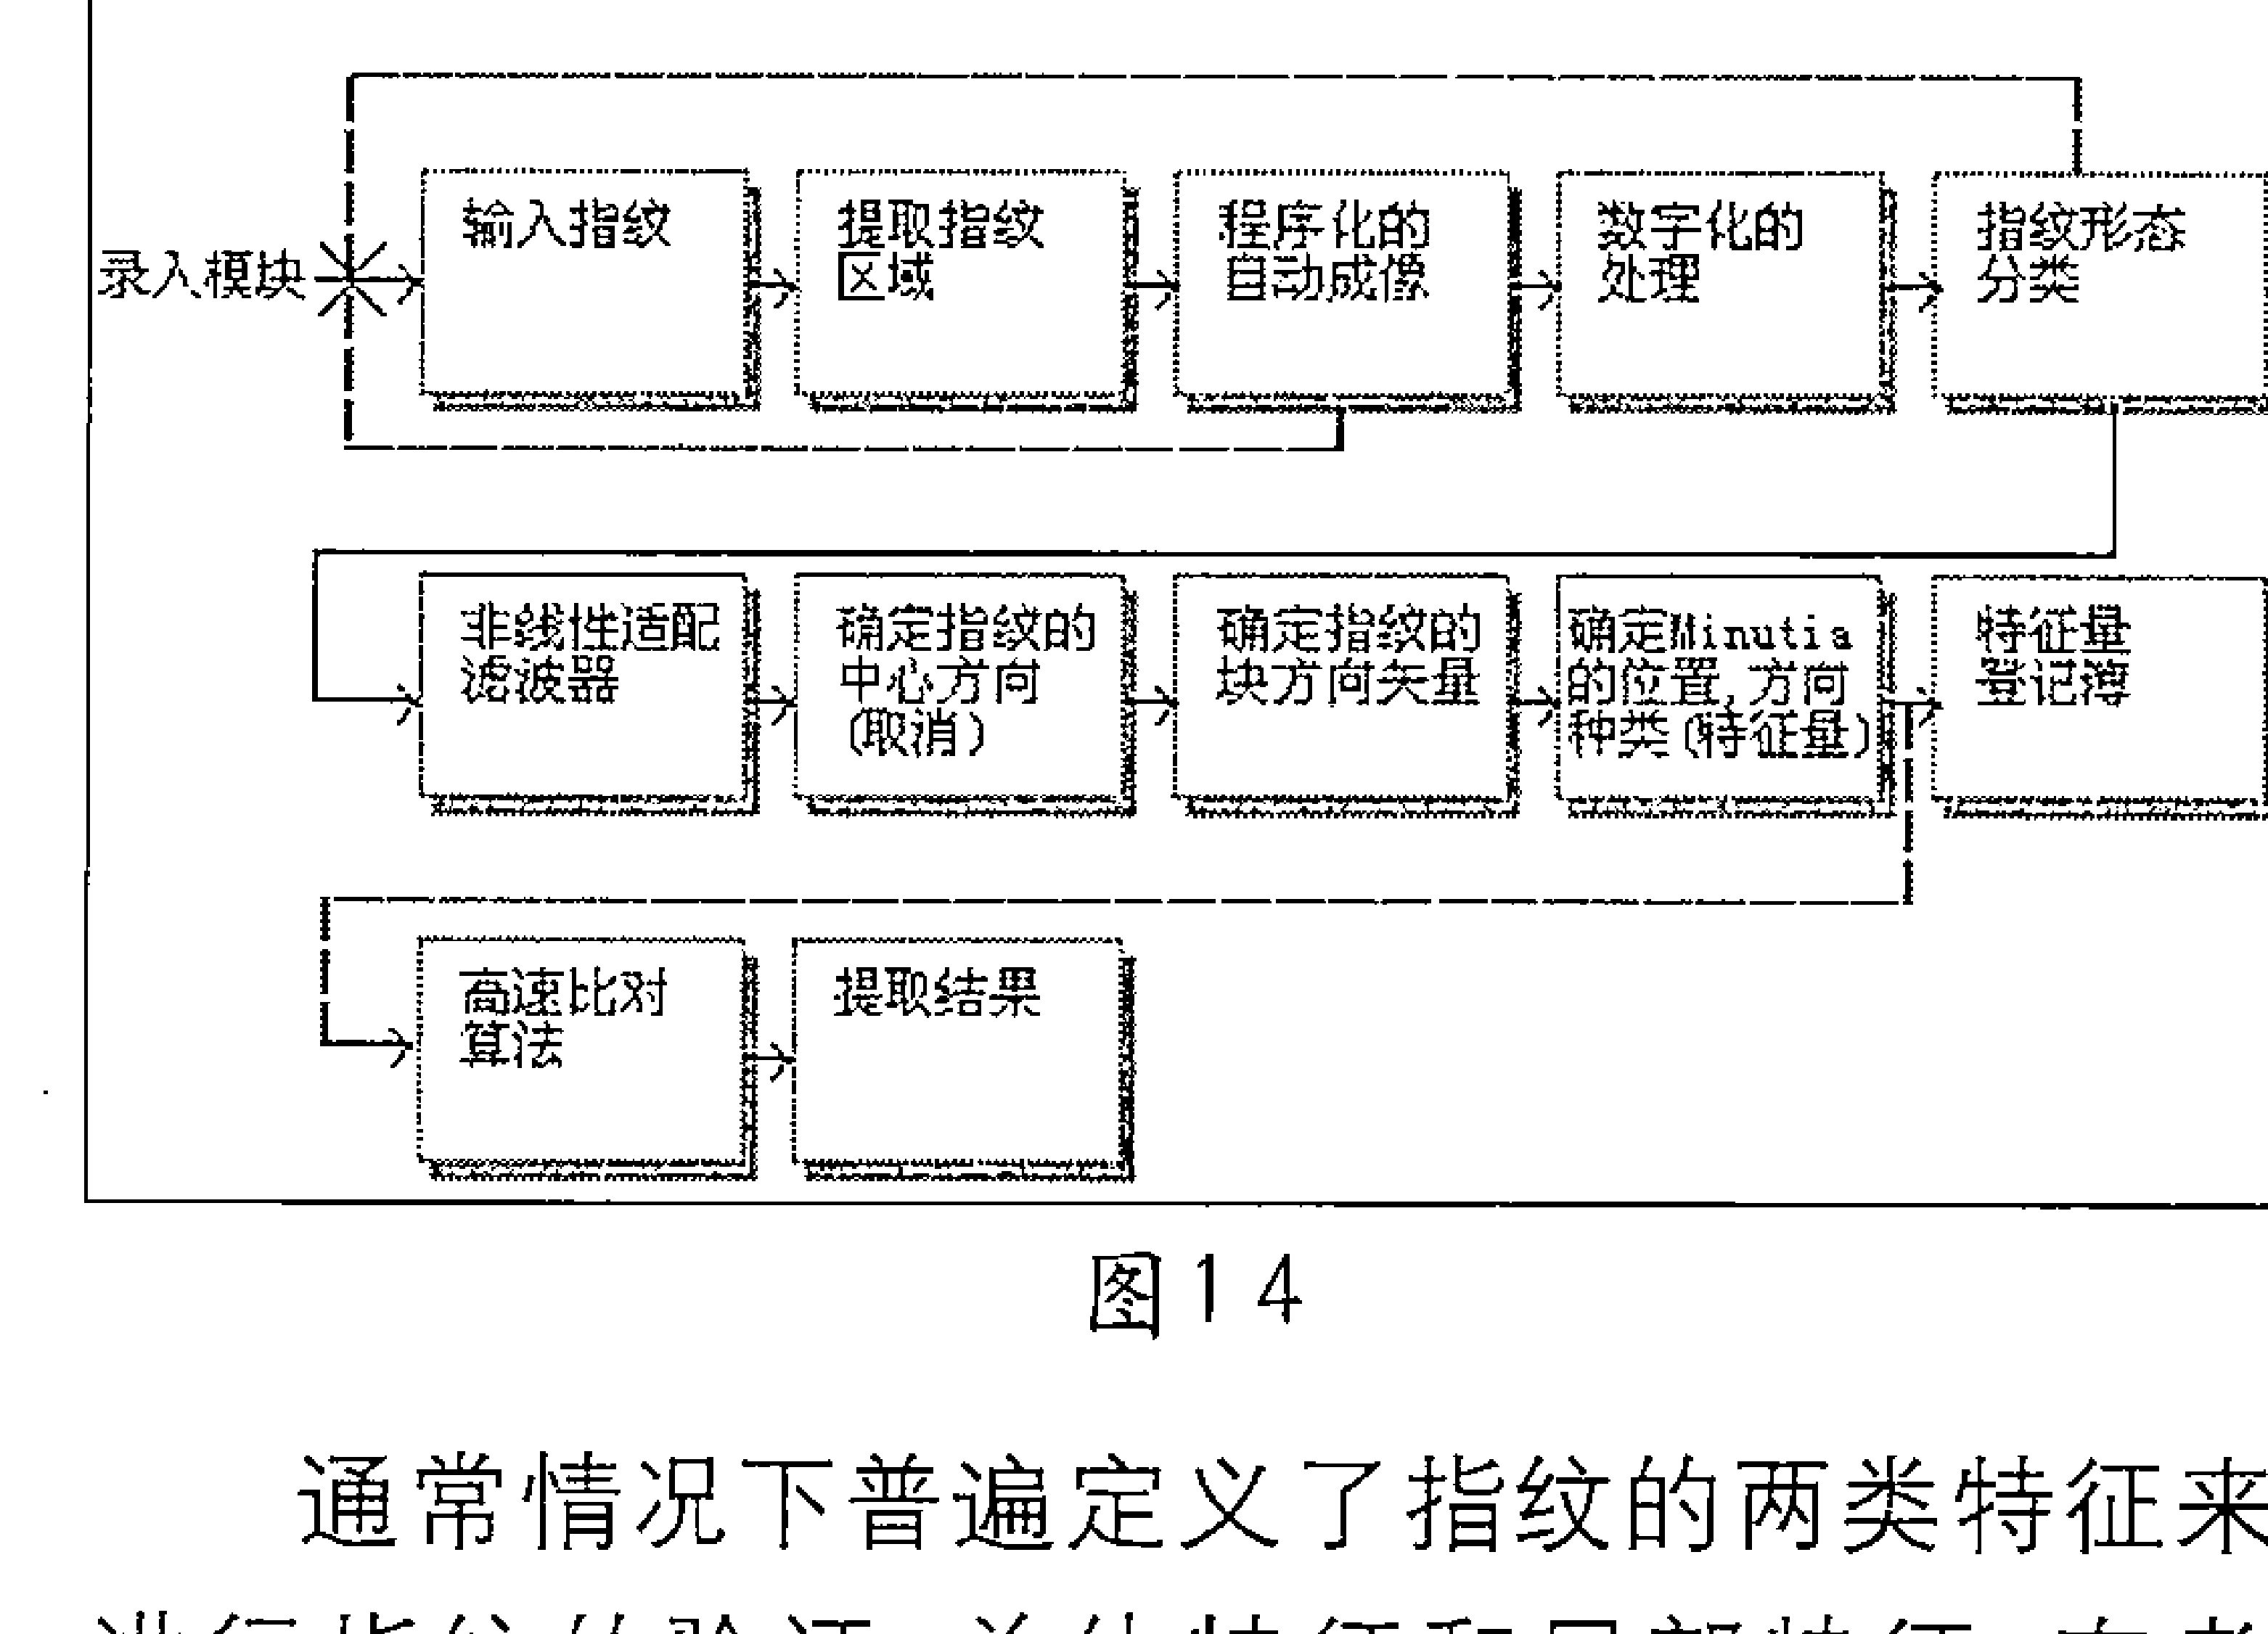 录入模块
输入指纹
提取指纹
区域
程序化的
自动成像
数字化的
处理
指纹形态
分类
非线性适配
滤波器
确定指纹的
中心方向
(取消)
确定指纹的
块方向矢量
确定Minutia
的位置,方向
种类(特征量)
特征量
登记簿
高速比对
算法
提取结果
图14
通常情况下普遍定义了指纹的两类特征来